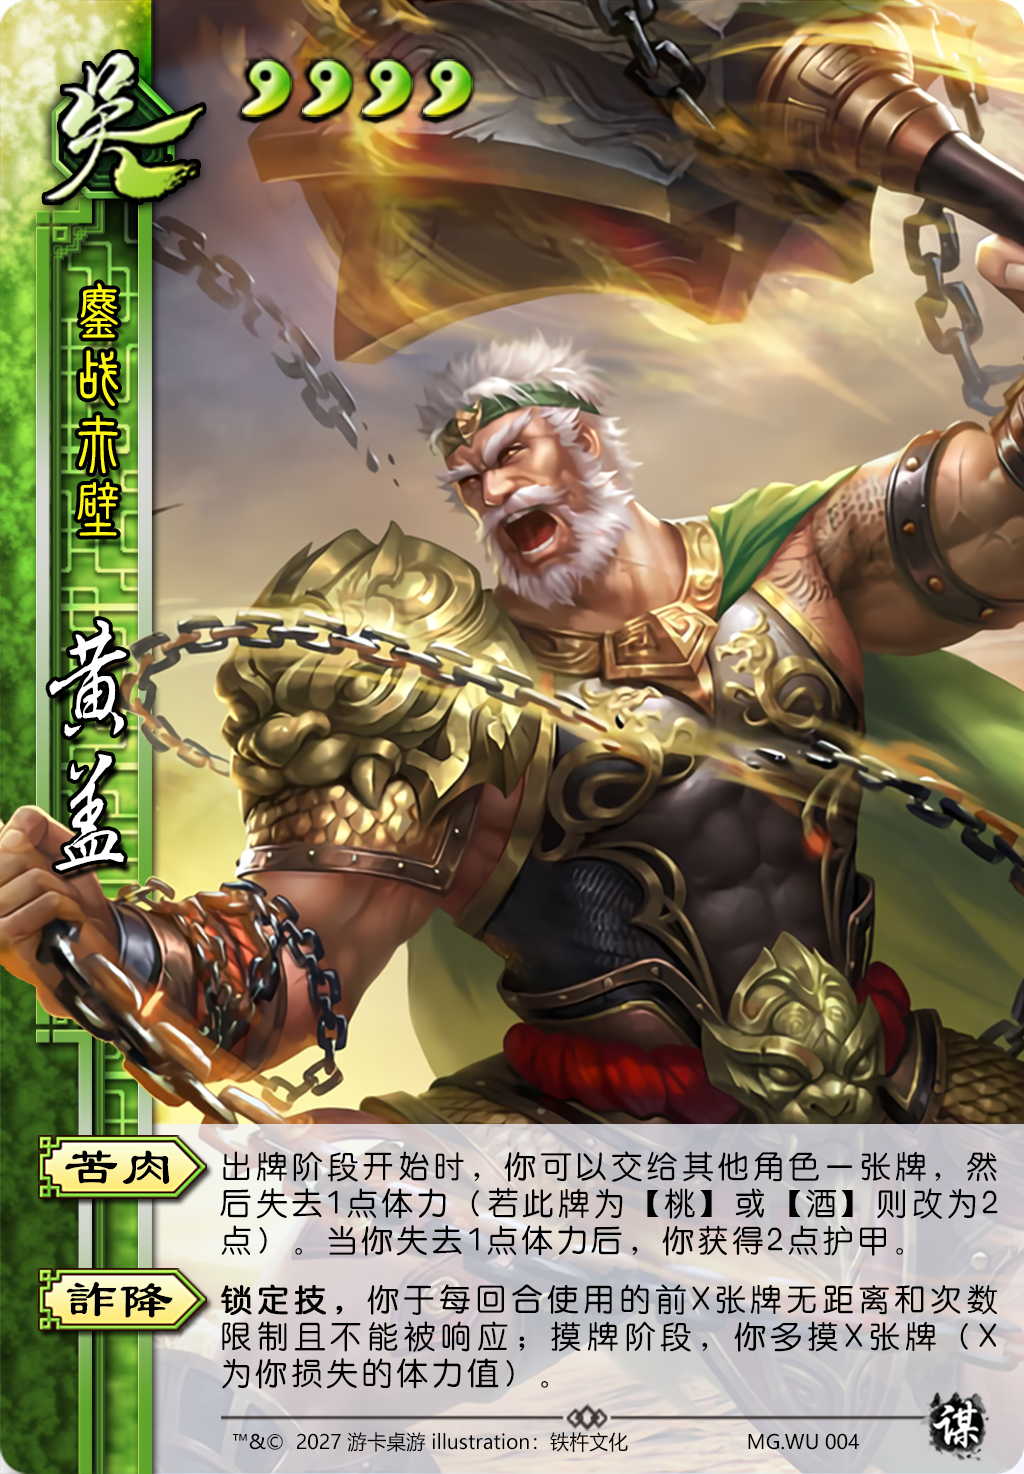 吴
鏖战赤壁
黄盖
苦肉
出牌阶段开始时，你可以交给其他角色一张牌，然
后失去1点体力（若此牌为【桃】或【酒】则改为2
点）。当你失去1点体力后，你获得2点护甲。
詐降
锁定技，你于每回合使用的前X张牌无距离和次数
限制且不能被响应；摸牌阶段，你多摸X张牌（X
为你损失的体力值）。
™&© 2027 游卡桌游 illustration：铁杵文化
MG.WU 004
谋